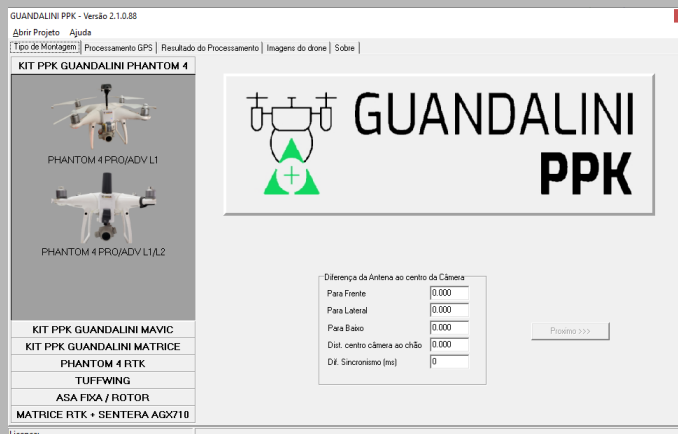 GUANDALINI PPK - Versão 2.1.0.88
Abrir Projeto Ajuda
Tipo de Montagem Processamento GPS Resultado do Processamento Imagens do drone Sobre
KIT PPK GUANDALINI PHANTOM 4
PHANTOM 4 PRO/ADV L1
PHANTOM 4 PRO/ADV L1/L2
KIT PPK GUANDALINI MAVIC
KIT PPK GUANDALINI MATRICE
PHANTOM 4 RTK
TUFFWING
ASA FIXA / ROTOR
MATRICE RTK + SENTERA AGX710
GUANDALINI
PPK
Diferença da Antena ao centro da Câmera
Para Frente 0.000
Para Lateral 0.000
Para Baixo 0.000
Dist. centro câmera ao chão 0.000
Dif. Sincronismo (ms) 0
Proximo >>>